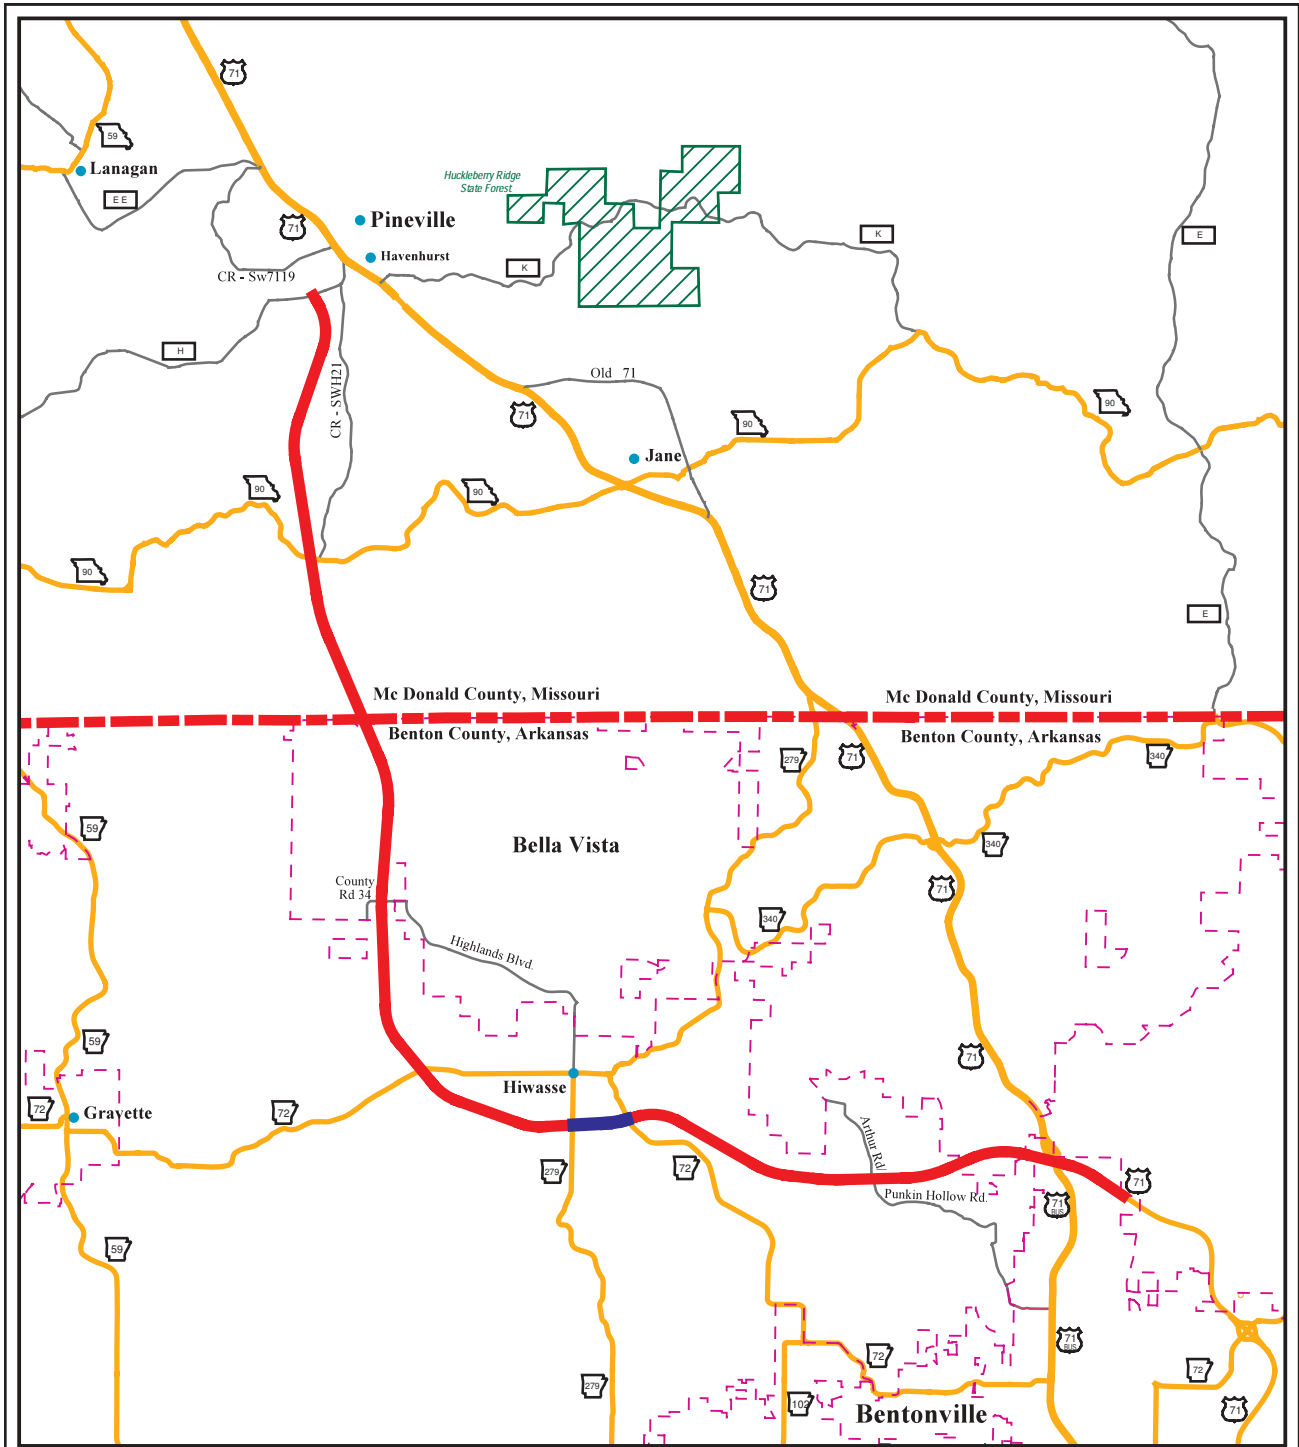 71
59
Lanagan
E E
Huckleberry Ridge
State Forest
71
Pineville
Havenhurst
K
K
E
CR - Sw7119
H
CR - SWH21
Old 71
71
90
90
Jane
90
90
90
71
E
Mc Donald County, Missouri
Mc Donald County, Missouri
Benton County, Arkansas
Benton County, Arkansas
279
71
340
59
Bella Vista
340
County
Rd 34
71
340
Highlands Blvd.
59
71
Hiwasse
72
Gravette
72
Arthur Rd/
279
72
71
Punkin Hollow Rd.
71
BUS
59
71
BUS
72
72
279
102
Bentonville
71